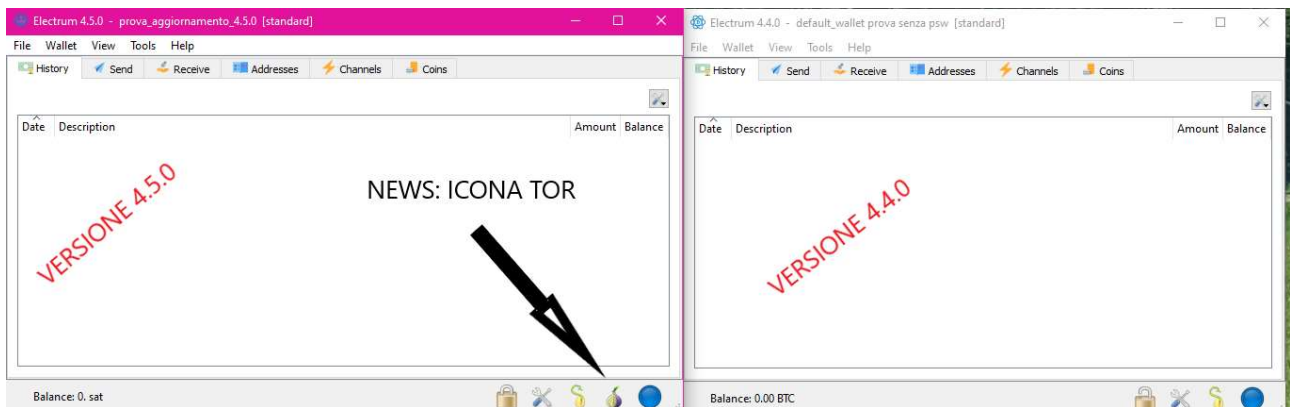 Electrum 4.5.0 - prova_aggiornamento_4.5.0 [standard]
File Wallet View Tools Help
History Send Receive Addresses Channels Coins
Date Description Amount Balance
VERSIONE 4.5.0
NEWS: ICONA TOR
Balance: 0. sat
Electrum 4.4.0 - default_wallet prova senza psw [standard]
File Wallet View Tools Help
History Send Receive Addresses Channels Coins
Date Description Amount Balance
VERSIONE 4.4.0
Balance: 0.00 BTC